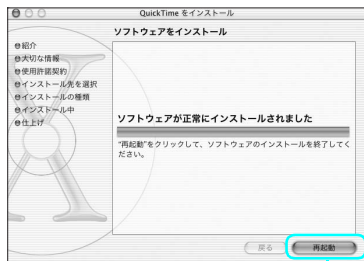 QuickTime をインストール
ソフトウェアをインストール
紹介
大切な情報
使用許諾契約
インストール先を選択
インストールの種類
インストール中
仕上げ
ソフトウェアが正常にインストールされました
"再起動"をクリックして、ソフトウェアのインストールを終了してく
ださい。
戻る
再起動